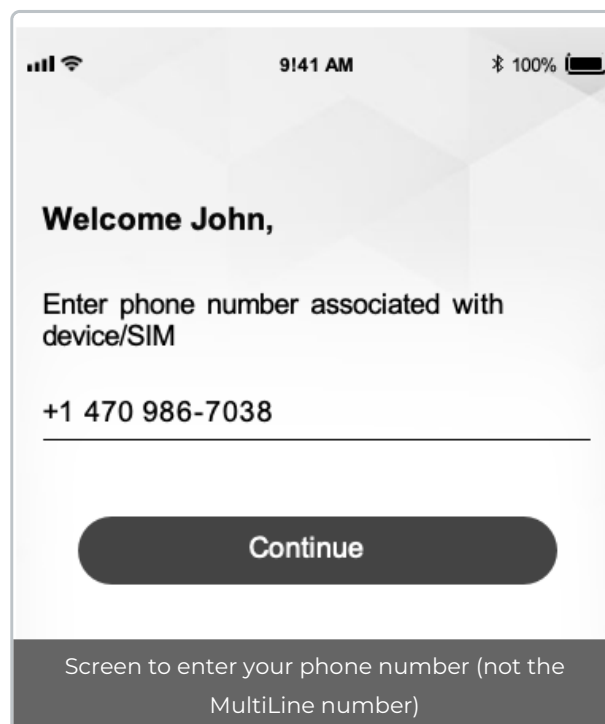 9:41 AM
100%
Welcome John,
Enter phone number associated with
device/SIM
+1 470 986-7038
Continue
Screen to enter your phone number (not the
MultiLine number)